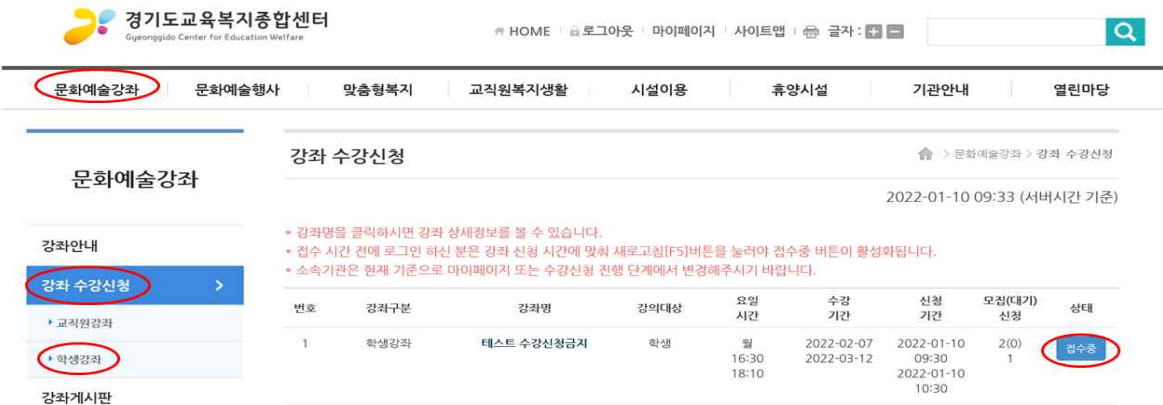 경기도교육복지종합센터
Gyeonggido Center for Education Welfare
HOME 로그아웃 마이페이지 사이트맵 글자 : + -
문화예술강좌 문화예술행사 맞춤형복지 교직원복지생활 시설이용 휴양시설 기관안내 열린마당
문화예술강좌
강좌안내
강좌 수강신청 >
교직원강좌
학생강좌
강좌게시판
강좌 수강신청
> 문화예술강좌 > 강좌 수강신청
2022-01-10 09:33 (서버시간 기준)
* 강좌명을 클릭하시면 강좌 상세정보를 볼 수 있습니다.
* 접수 시간 전에 로그인 하신 분은 강좌 신청 시간에 맞춰 새로고침[F5]버튼을 눌러야 접수중 버튼이 활성화됩니다.
* 소속기관은 현재 기준으로 마이페이지 또는 수강신청 진행 단계에서 변경해주시기 바랍니다.
번호 강좌구분 강좌명 강의대상 요일 시간 수강 기간 신청 기간 모집(대기) 신청 상태
1 학생강좌 테스트 수강신청금지 학생 월 2022-02-07 2022-01-10 2(0) 접수중
16:30 2022-03-12 09:30 1
18:10 2022-01-10
10:30